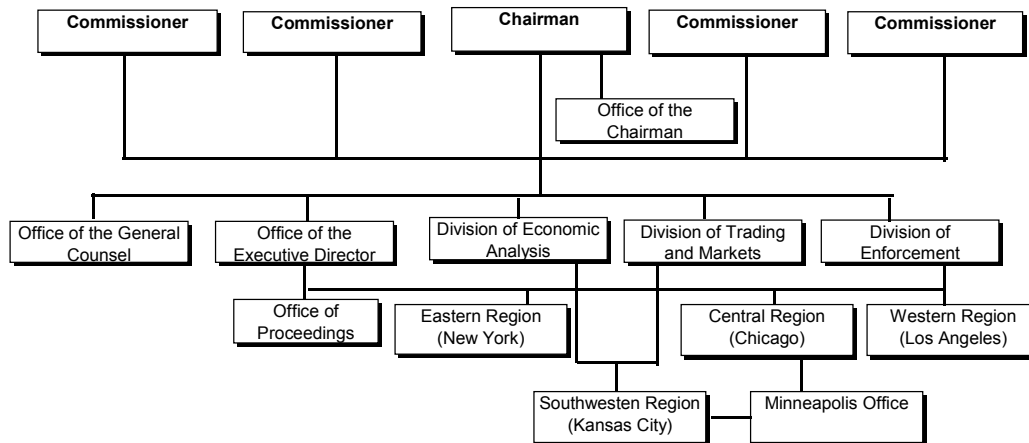 Commissioner
Commissioner
Chairman
Commissioner
Commissioner
Office of the
Chairman
Office of the General
Counsel
Office of the
Executive Director
Division of Economic
Analysis
Division of Trading
and Markets
Division of
Enforcement
Office of
Proceedings
Eastern Region
(New York)
Central Region
(Chicago)
Western Region
(Los Angeles)
Southwesten Region
(Kansas City)
Minneapolis Office